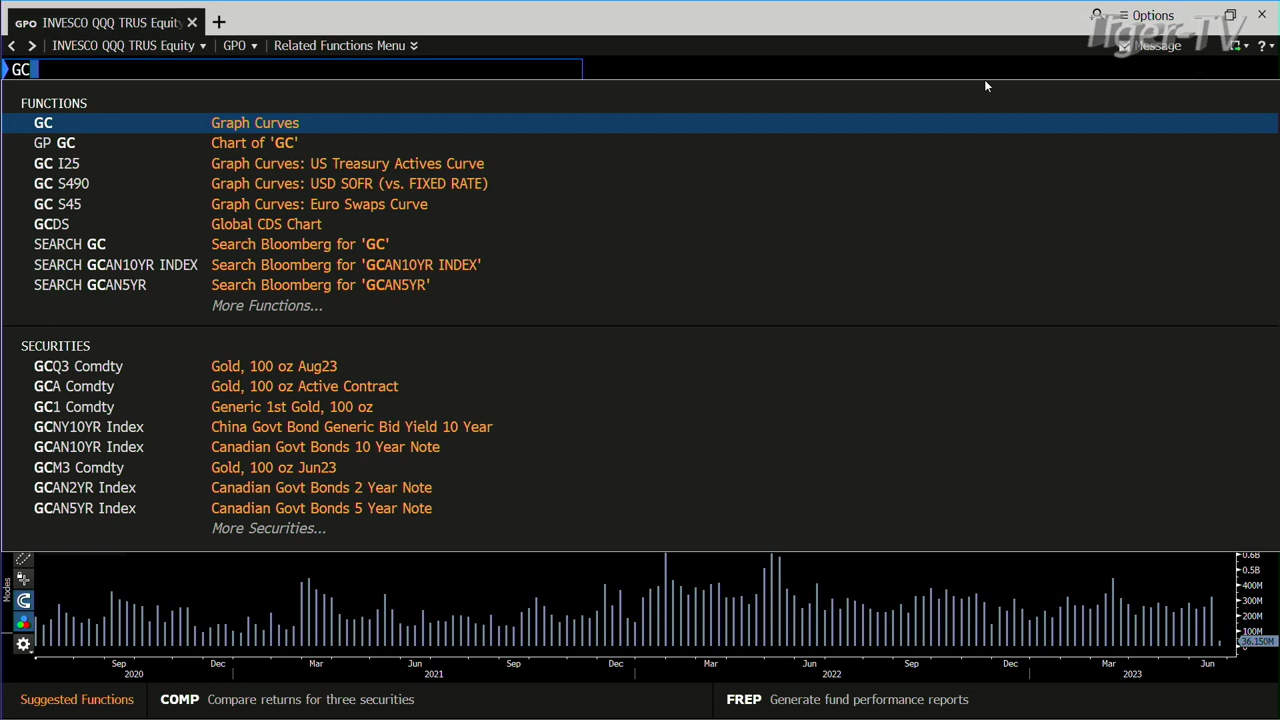 GPO INVESCO QQQ TRUS Equity
Options
Tiger-TV
INVESCO QQQ TRUS Equity
GPO
Related Functions Menu
Message
?
GC
FUNCTIONS
GC Graph Curves
GP GC Chart of 'GC'
GC I25 Graph Curves: US Treasury Actives Curve
GC S490 Graph Curves: USD SOFR (vs. FIXED RATE)
GC S45 Graph Curves: Euro Swaps Curve
GCDS Global CDS Chart
SEARCH GC Search Bloomberg for 'GC'
SEARCH GCAN10YR INDEX Search Bloomberg for 'GCAN10YR INDEX'
SEARCH GCAN5YR Search Bloomberg for 'GCAN5YR'
More Functions...
SECURITIES
GCQ3 Comdty Gold, 100 oz Aug23
GCA Comdty Gold, 100 oz Active Contract
GC1 Comdty Generic 1st Gold, 100 oz
GCNY10YR Index China Govt Bond Generic Bid Yield 10 Year
GCAN10YR Index Canadian Govt Bonds 10 Year Note
GCM3 Comdty Gold, 100 oz Jun23
GCAN2YR Index Canadian Govt Bonds 2 Year Note
GCAN5YR Index Canadian Govt Bonds 5 Year Note
More Securities...
Modes
0.6B
0.5B
400M
300M
200M
100M
36.150M
Sep Dec Mar Jun Sep Dec Mar Jun Sep Dec Mar Jun
2020 2021 2022 2023
Suggested Functions COMP Compare returns for three securities FREP Generate fund performance reports